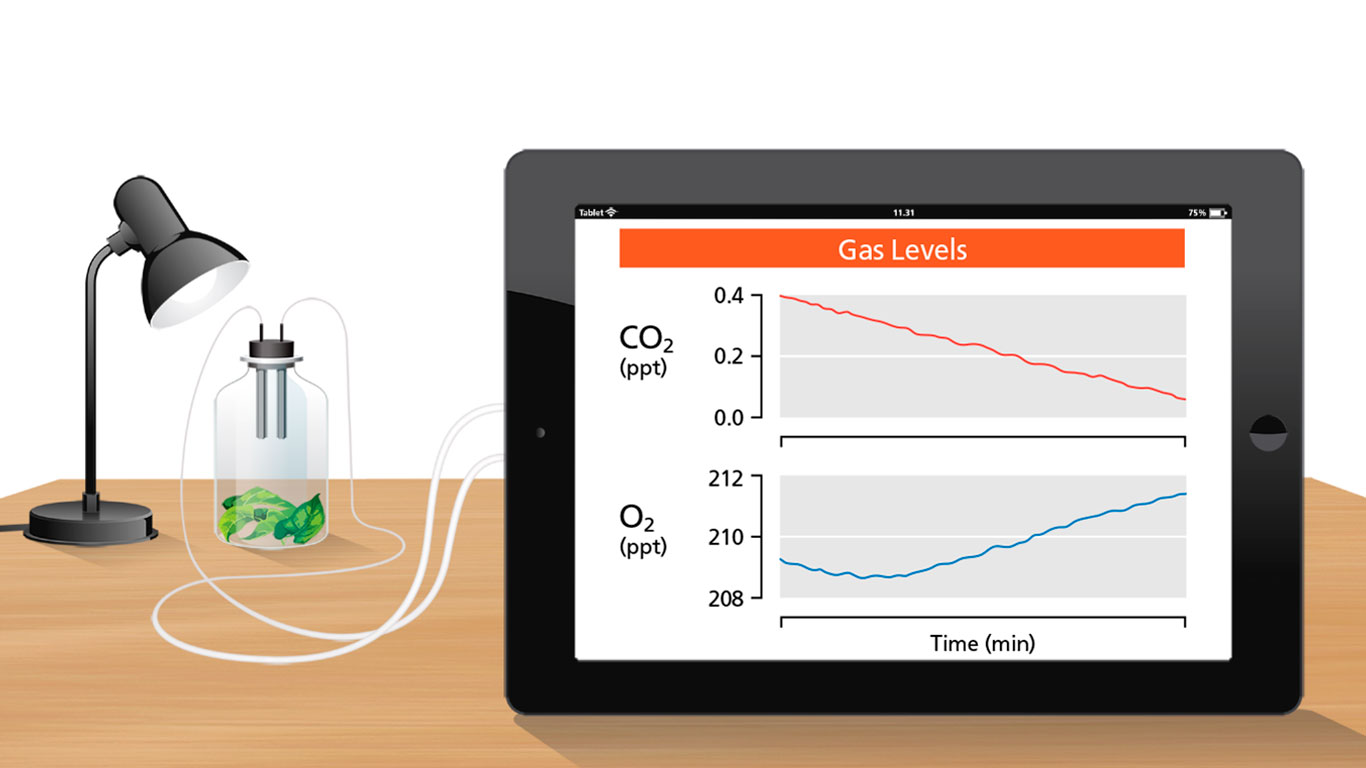 Tablet 11.31 75%
Gas Levels
CO₂
(ppt)
0.4
0.2
0.0
O₂
(ppt)
212
210
208
Time (min)